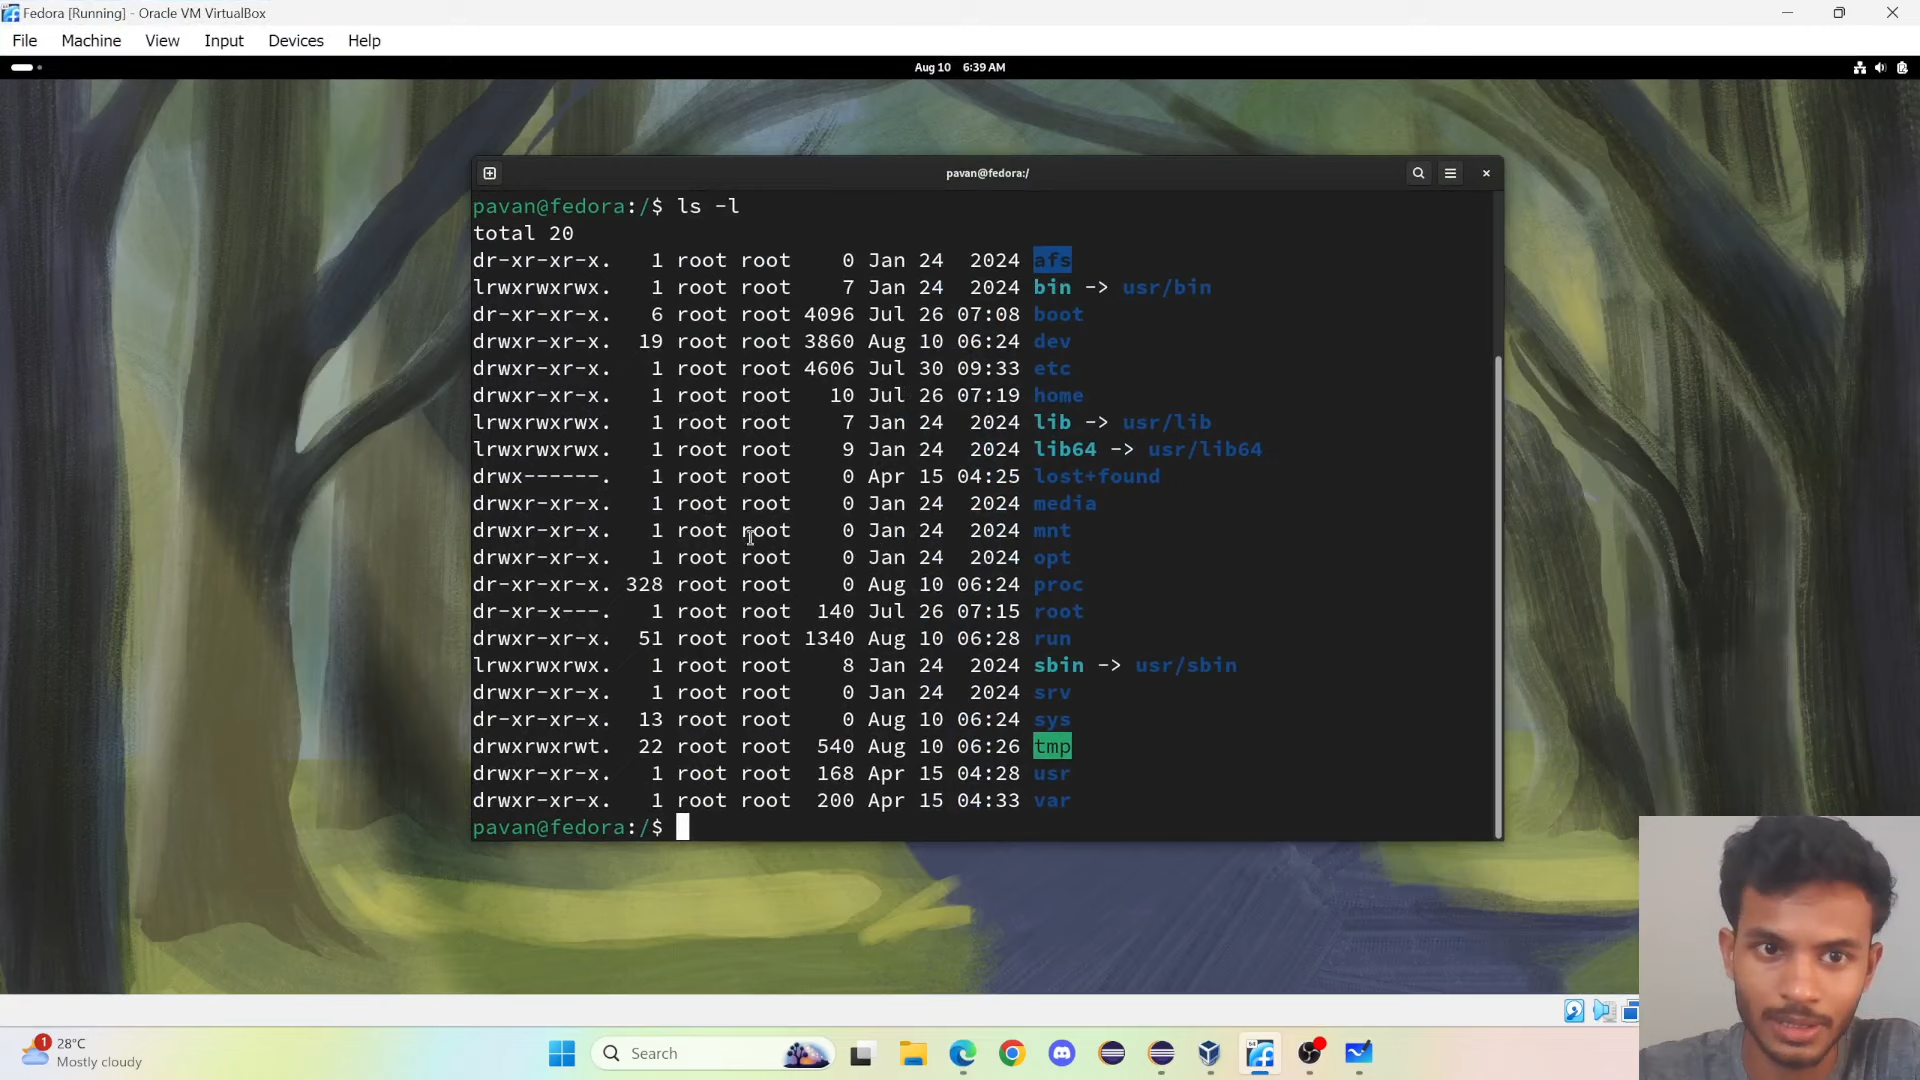 Fedora [Running] - Oracle VM VirtualBox
File Machine View Input Devices Help
Aug 10 6:39 AM
pavan@fedora:/
pavan@fedora:/$ ls -l
total 20
dr-xr-xr-x. 1 root root 0 Jan 24 2024 afs
lrwxrwxrwx. 1 root root 7 Jan 24 2024 bin -> usr/bin
dr-xr-xr-x. 6 root root 4096 Jul 26 07:08 boot
drwxr-xr-x. 19 root root 3860 Aug 10 06:24 dev
drwxr-xr-x. 1 root root 4606 Jul 30 09:33 etc
drwxr-xr-x. 1 root root 10 Jul 26 07:19 home
lrwxrwxrwx. 1 root root 7 Jan 24 2024 lib -> usr/lib
lrwxrwxrwx. 1 root root 9 Jan 24 2024 lib64 -> usr/lib64
drwx------. 1 root root 0 Apr 15 04:25 lost+found
drwxr-xr-x. 1 root root 0 Jan 24 2024 media
drwxr-xr-x. 1 root root 0 Jan 24 2024 mnt
drwxr-xr-x. 1 root root 0 Jan 24 2024 opt
dr-xr-xr-x. 328 root root 0 Aug 10 06:24 proc
dr-xr-x---. 1 root root 140 Jul 26 07:15 root
drwxr-xr-x. 51 root root 1340 Aug 10 06:28 run
lrwxrwxrwx. 1 root root 8 Jan 24 2024 sbin -> usr/sbin
drwxr-xr-x. 1 root root 0 Jan 24 2024 srv
dr-xr-xr-x. 13 root root 0 Aug 10 06:24 sys
drwxrwxrwt. 22 root root 540 Aug 10 06:26 tmp
drwxr-xr-x. 1 root root 168 Apr 15 04:28 usr
drwxr-xr-x. 1 root root 200 Apr 15 04:33 var
pavan@fedora:/$
1
28°C
Mostly cloudy
Search